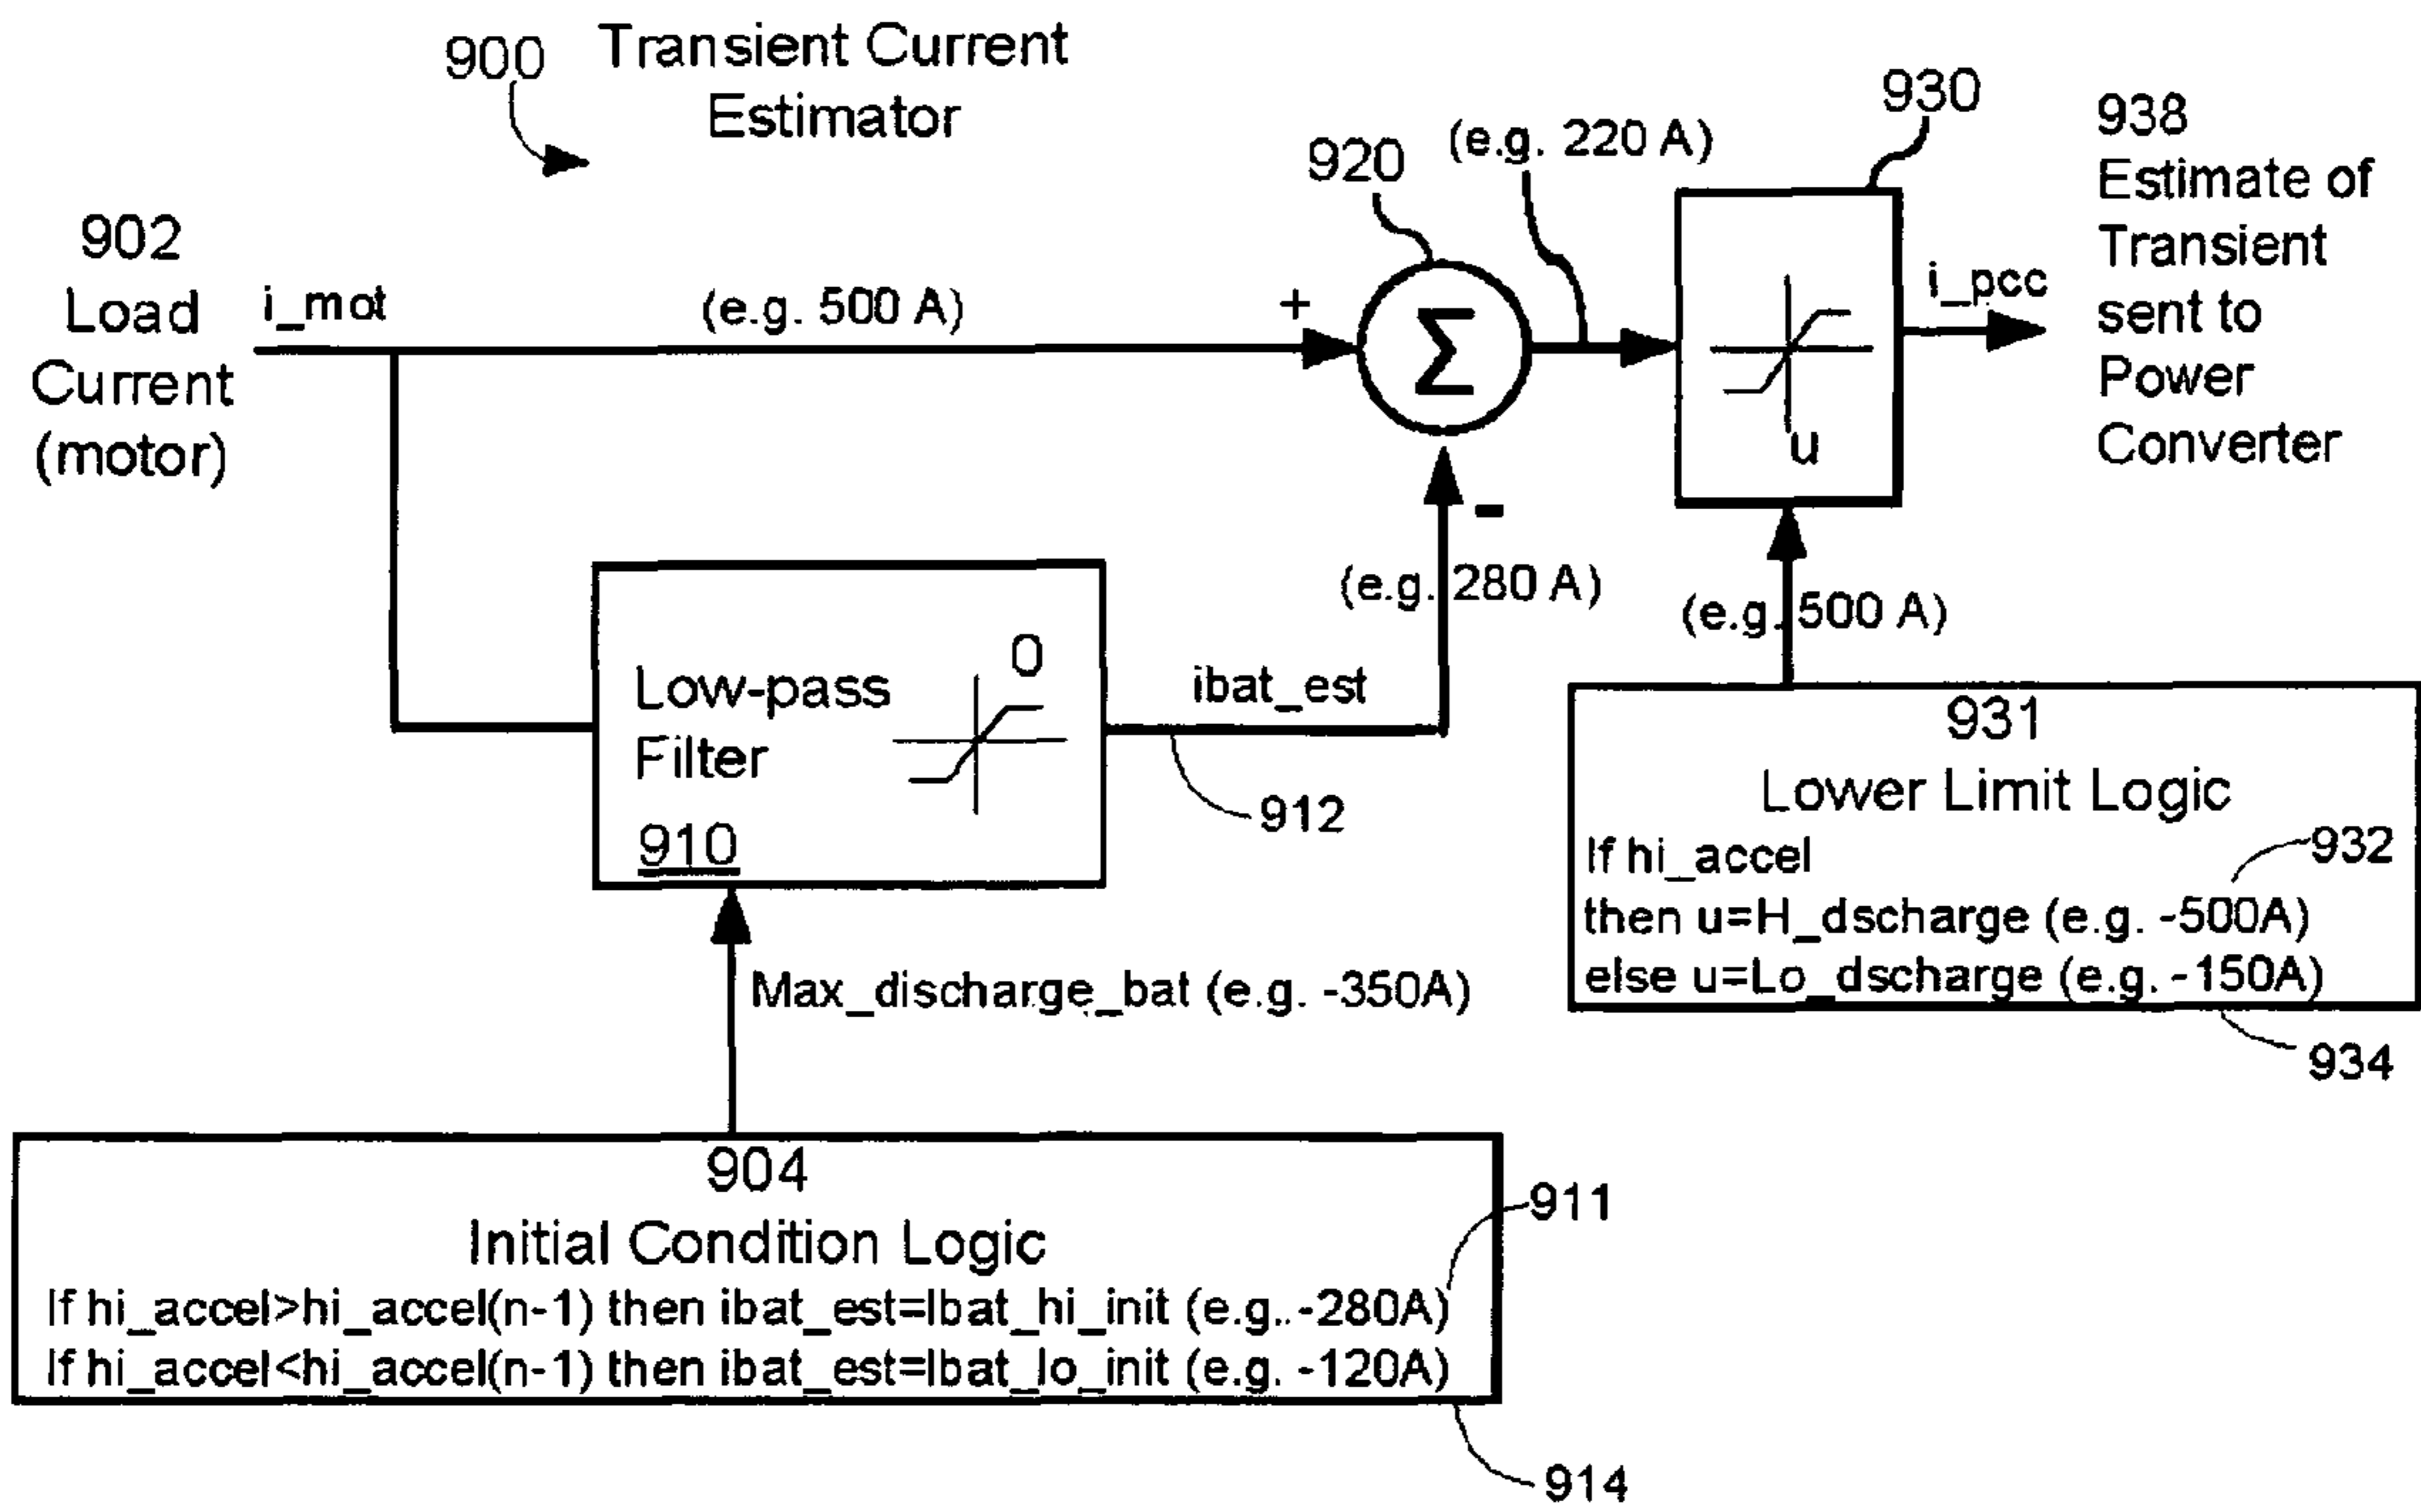 900
Transient Current
Estimator
902
Load
Current
(motor)
i_mot
(e.g. 500 A)
+
920
Σ
-
(e.g. 220 A)
930
u
i_pcc
938
Estimate of
Transient
sent to
Power
Converter
Low-pass
Filter
0
910
ibat_est
912
(e.g. 280 A)
(e.g. 500 A)
931
Lower Limit Logic
If hi_accel
932
then u=H_dscharge (e.g. -500A)
else u=Lo_dscharge (e.g. -150A)
934
Max_discharge_bat (e.g. -350A)
904
Initial Condition Logic
911
If hi_accel>hi_accel(n-1) then ibat_est=Ibat_hi_init (e.g. -280A)
If hi_accel<hi_accel(n-1) then ibat_est=Ibat_lo_init (e.g. -120A)
914